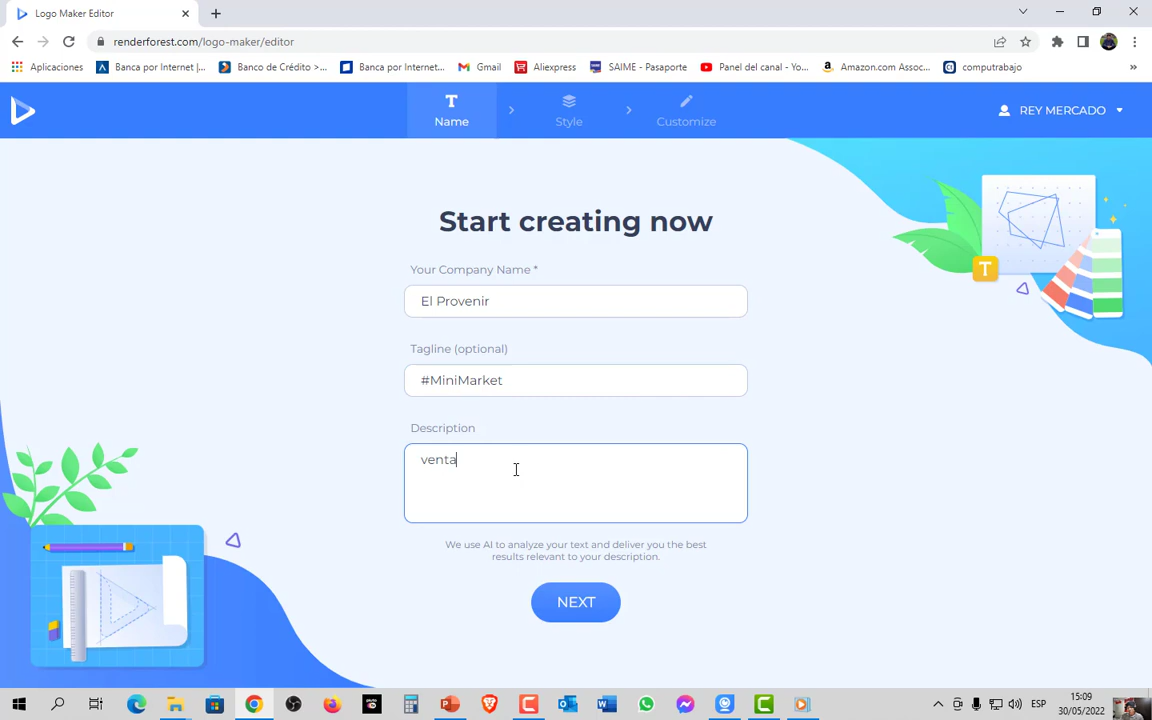 Logo Maker Editor
renderforest.com/logo-maker/editor
Aplicaciones
Banca por Internet |...
Banco de Crédito >...
Banca por Internet...
Gmail
Aliexpress
SAIME - Pasaporte
Panel del canal - Yo...
Amazon.com Assoc...
computrabajo
»
T
Name
Style
Customize
REY MERCADO
Start creating now
Your Company Name *
El Provenir
Tagline (optional)
#MiniMarket
Description
venta
We use AI to analyze your text and deliver you the best
results relevant to your description.
NEXT
T
ESP
15:09
30/05/2022